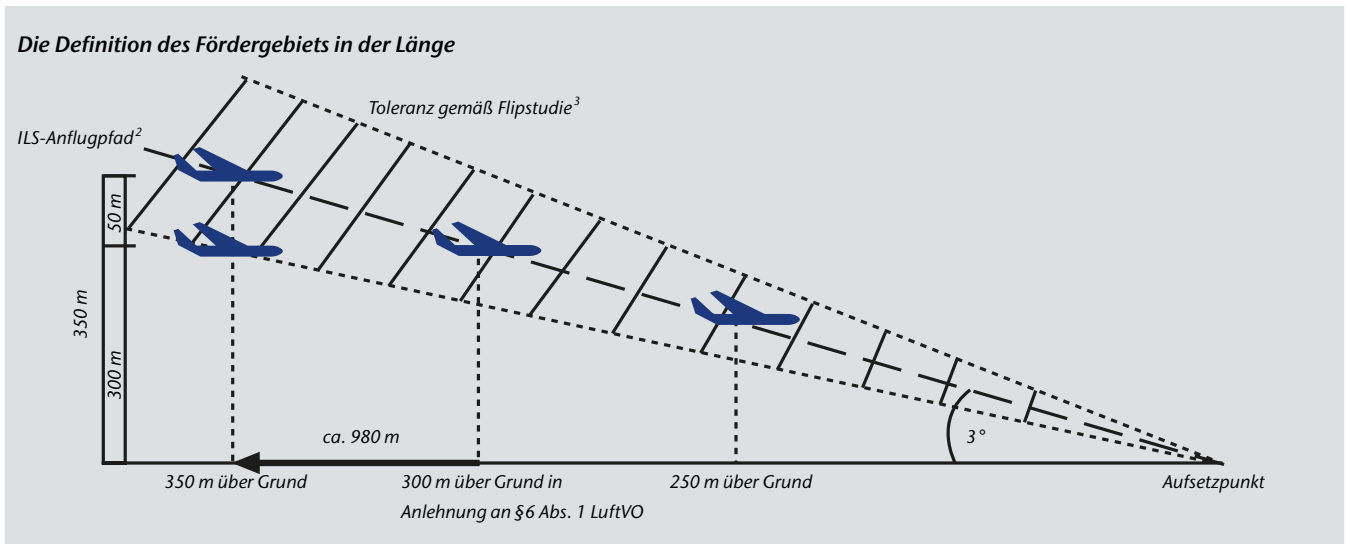 Die Definition des Fördergebiets in der Länge
Toleranz gemäß Flipstudie³
ILS-Anflugpfad²
50 m
350 m
300 m
ca. 980 m
3°
350 m über Grund
300 m über Grund in
Anlehnung an §6 Abs. 1 LuftVO
250 m über Grund
Aufsetzpunkt